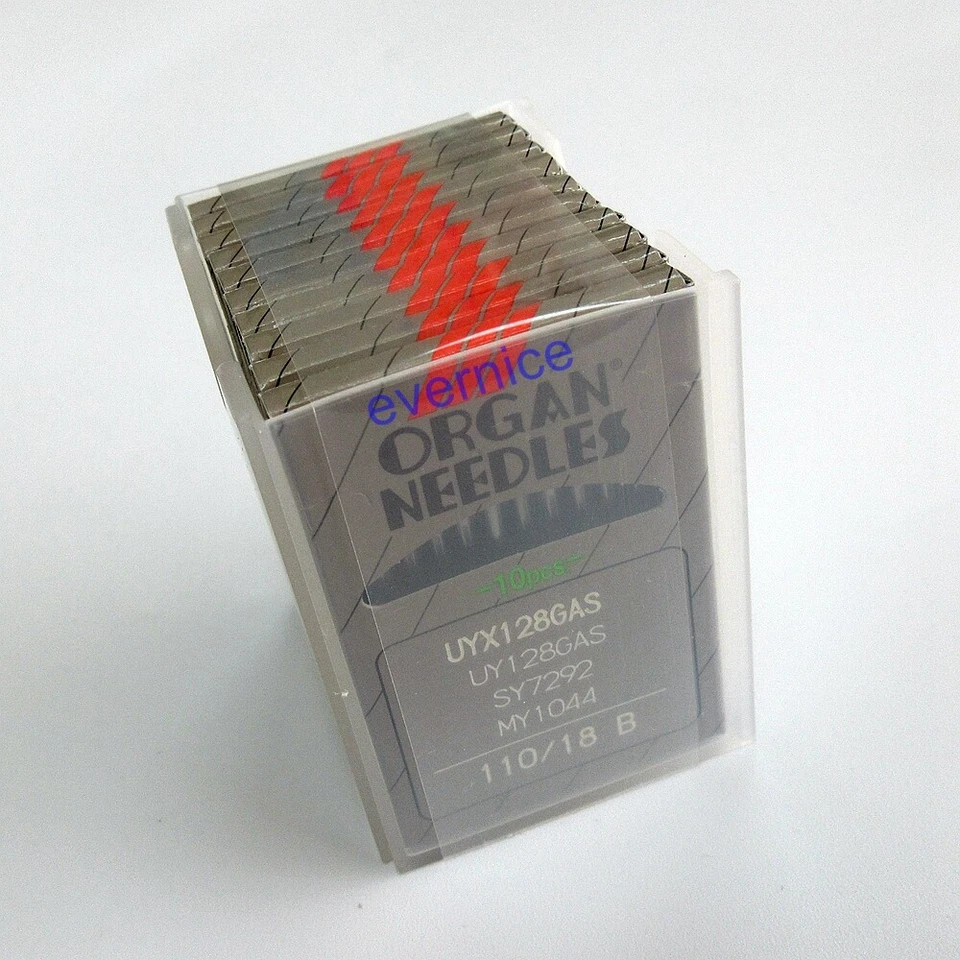 evernice
ORGAN®
NEEDLES
-10pcs-
UYX128GAS
UY128GAS
SY7292
MY1044
110/18 B